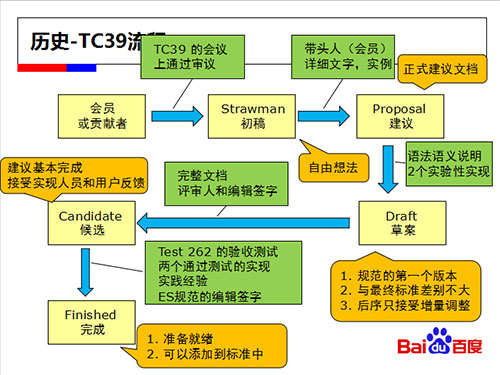 历史-TC39流程
TC39 的会议
上通过审议
带头人（会员）
详细文字，实例
正式建议文档
会员
或贡献者
Strawman
初稿
Proposal
建议
自由想法
语法语义说明
2个实验性实现
建议基本完成
接受实现人员和用户反馈
完整文档
评审人和编辑签字
Candidate
候选
Draft
草案
Test 262 的验收测试
两个通过测试的实现
实践经验
ES规范的编辑签字
1. 规范的第一个版本
2. 与最终标准差别不大
3. 后序只接受增量调整
Finished
完成
1. 准备就绪
2. 可以添加到标准中
Bai du 百度